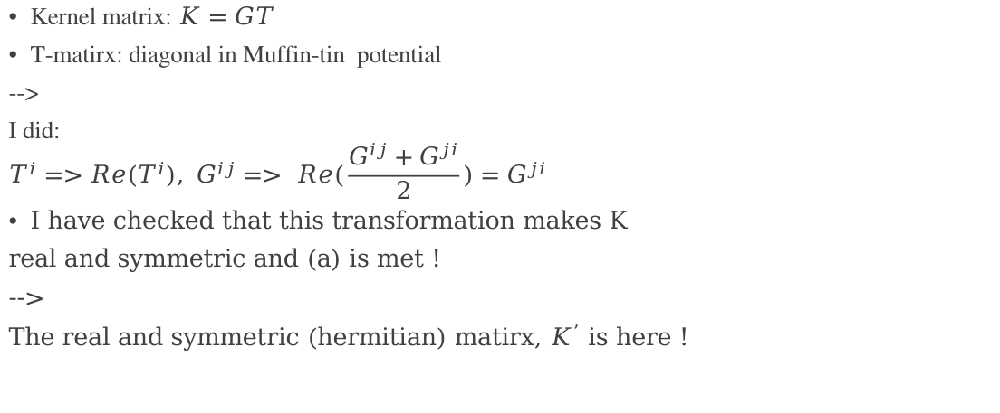 • Kernel matrix: K = GT
• T-matirx: diagonal in Muffin-tin potential
-->
I did:
T^i => Re(T^i), G^{ij} => Re(\frac{G^{ij} + G^{ji}}{2}) = G^{ji}
• I have checked that this transformation makes K
real and symmetric and (a) is met !
-->
The real and symmetric (hermitian) matirx, K′ is here !